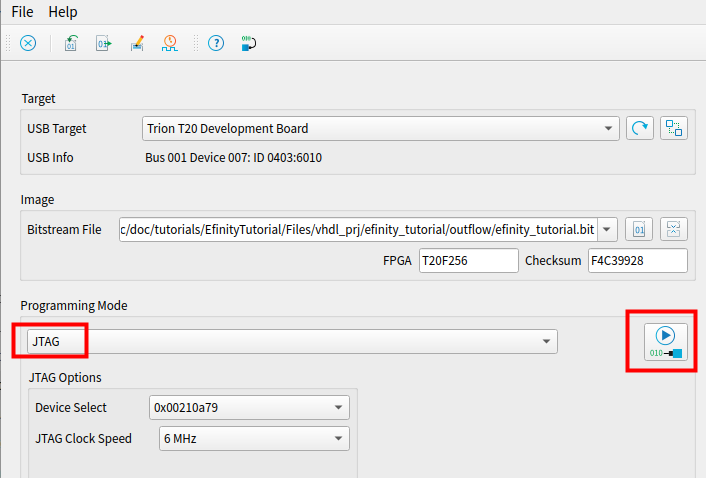 File Help
Target
USB Target Trion T20 Development Board
USB Info Bus 001 Device 007: ID 0403:6010
Image
Bitstream File c/doc/tutorials/EfinityTutorial/Files/vhdl_prj/efinity_tutorial/outflow/efinity_tutorial.bit
FPGA T20F256 Checksum F4C39928
Programming Mode
JTAG
010
JTAG Options
Device Select 0x00210a79
JTAG Clock Speed 6 MHz